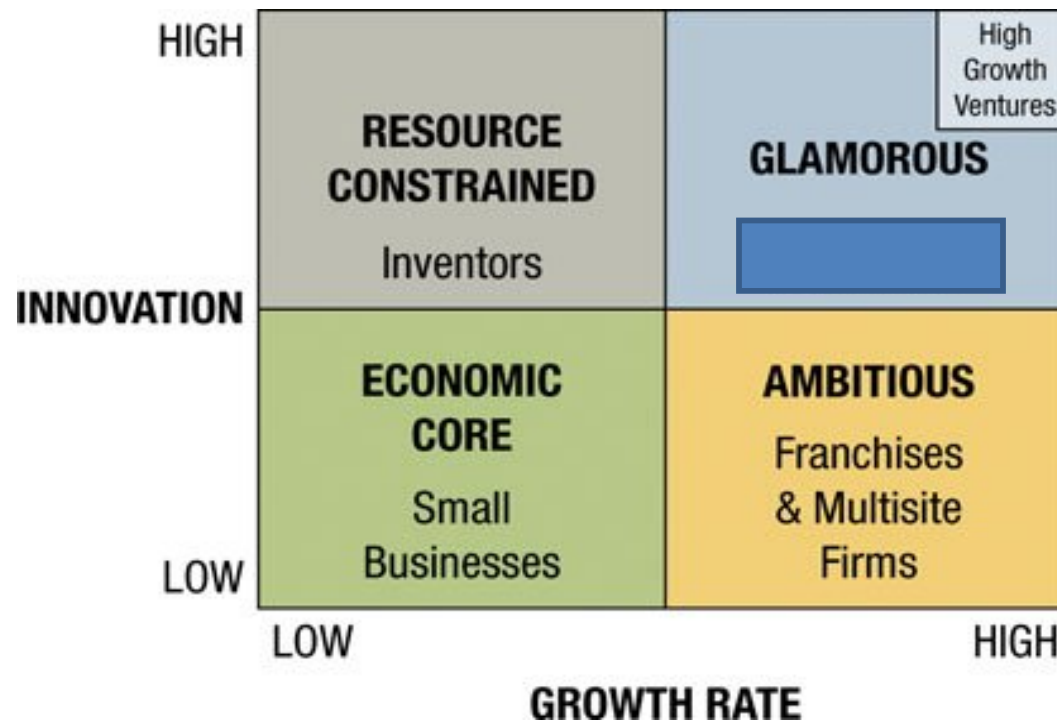 HIGH
High
Growth
Ventures
RESOURCE
CONSTRAINED
Inventors
GLAMOROUS
INNOVATION
ECONOMIC
CORE
Small
Businesses
AMBITIOUS
Franchises
& Multisite
Firms
LOW
LOW
HIGH
GROWTH RATE